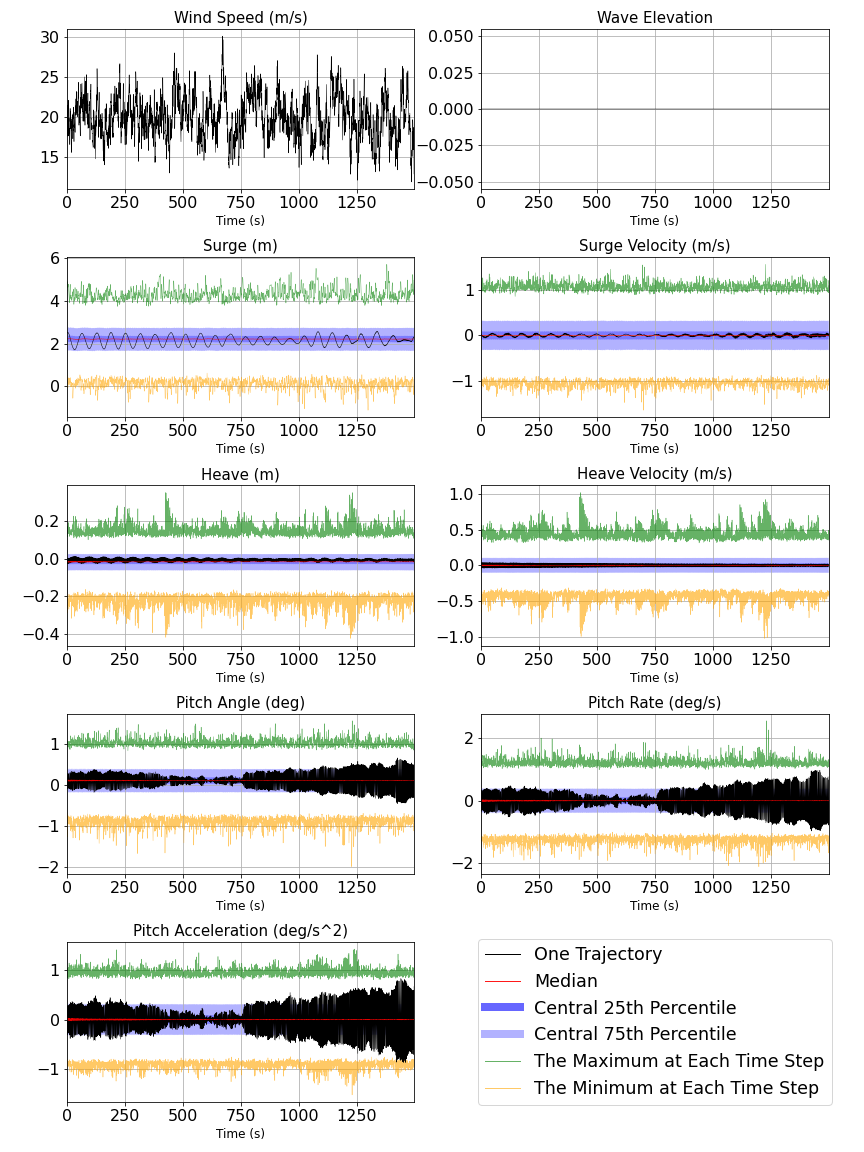 Wind Speed (m/s)
Wave Elevation
30
25
20
15
0 250 500 750 1000 1250
Time (s)
0.050
0.025
0.000
−0.025
−0.050
0 250 500 750 1000 1250
Time (s)
Surge (m)
Surge Velocity (m/s)
6
4
2
0
0 250 500 750 1000 1250
Time (s)
1
0
−1
0 250 500 750 1000 1250
Time (s)
Heave (m)
Heave Velocity (m/s)
0.2
0.0
−0.2
−0.4
0 250 500 750 1000 1250
Time (s)
1.0
0.5
0.0
−0.5
−1.0
0 250 500 750 1000 1250
Time (s)
Pitch Angle (deg)
Pitch Rate (deg/s)
1
0
−1
−2
0 250 500 750 1000 1250
Time (s)
2
0
−2
0 250 500 750 1000 1250
Time (s)
Pitch Acceleration (deg/s^2)
1
0
−1
0 250 500 750 1000 1250
Time (s)
One Trajectory
Median
Central 25th Percentile
Central 75th Percentile
The Maximum at Each Time Step
The Minimum at Each Time Step